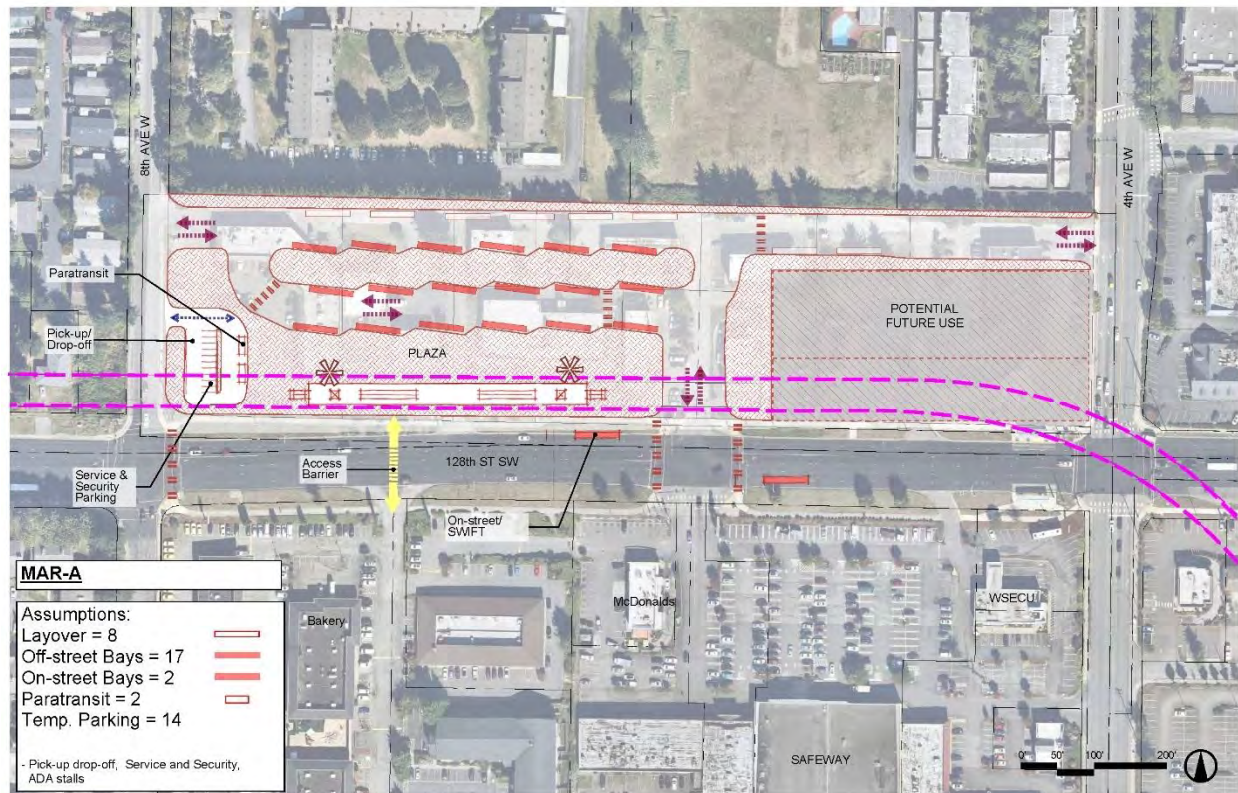 8th AVE W
4th AVE W
Paratransit
Pick-up/
Drop-off
PLAZA
POTENTIAL
FUTURE USE
Service &
Security
Parking
Access
Barrier
128th ST SW
On-street/
SWIFT
MAR-A
Assumptions:
Layover = 8
Off-street Bays = 17
On-street Bays = 2
Paratransit = 2
Temp. Parking = 14
- Pick-up drop-off, Service and Security,
ADA stalls
Bakery
McDonalds
WSECU
SAFEWAY
0' 50' 100' 200'